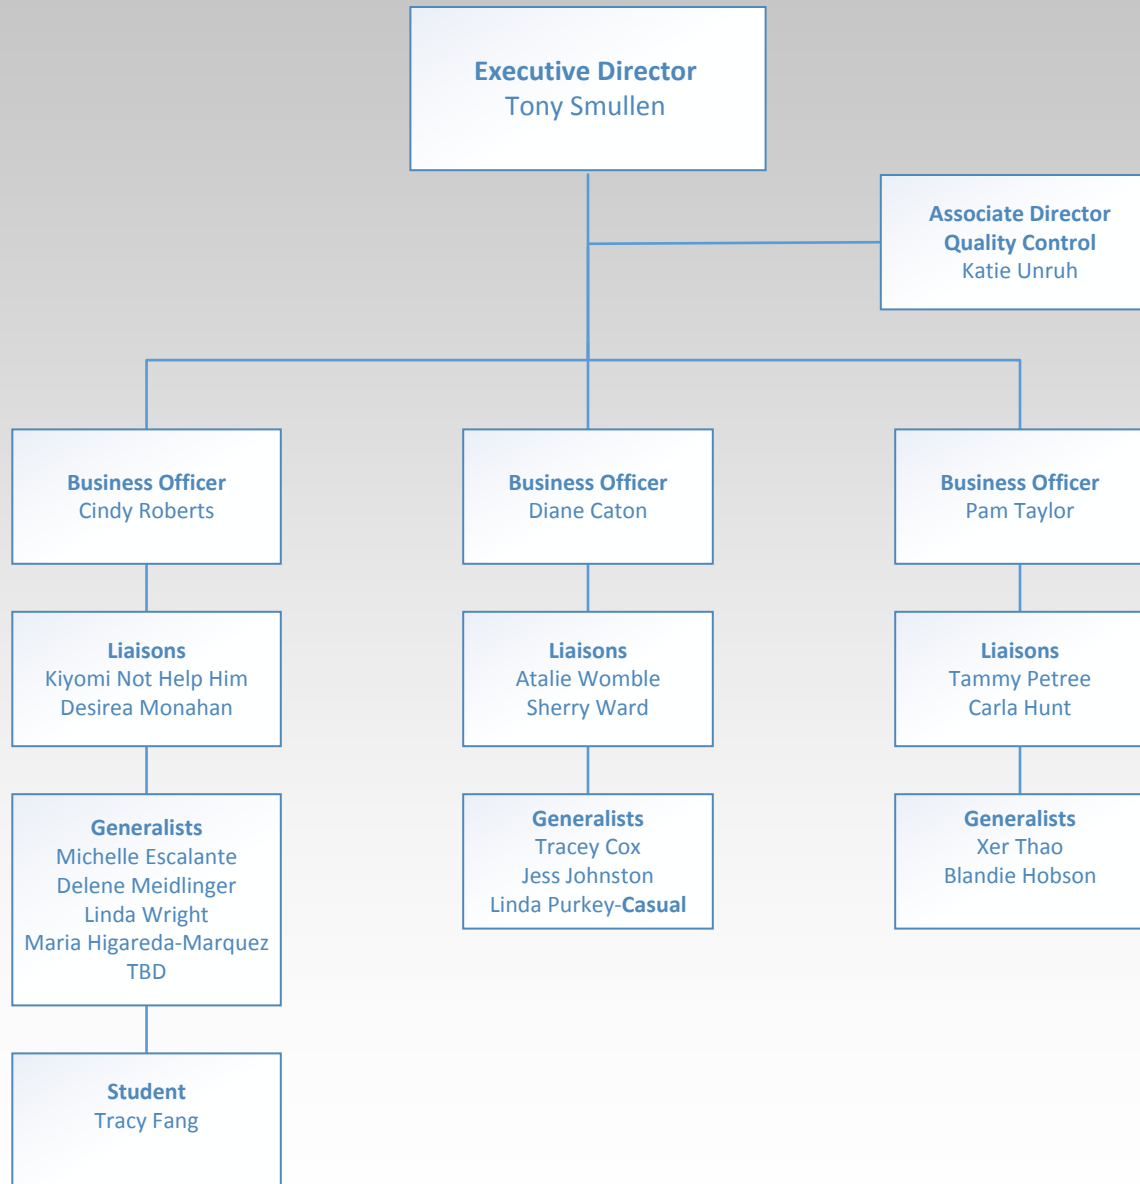 Executive Director
Tony Smullen
Associate Director
Quality Control
Katie Unruh
Business Officer
Cindy Roberts
Business Officer
Diane Caton
Business Officer
Pam Taylor
Liaisons
Kiyomi Not Help Him
Desirea Monahan
Liaisons
Atalie Womble
Sherry Ward
Liaisons
Tammy Petree
Carla Hunt
Generalists
Michelle Escalante
Delene Meidlinger
Linda Wright
Maria Higareda-Marquez
TBD
Generalists
Tracey Cox
Jess Johnston
Linda Purkey-Casual
Generalists
Xer Thao
Blandie Hobson
Student
Tracy Fang